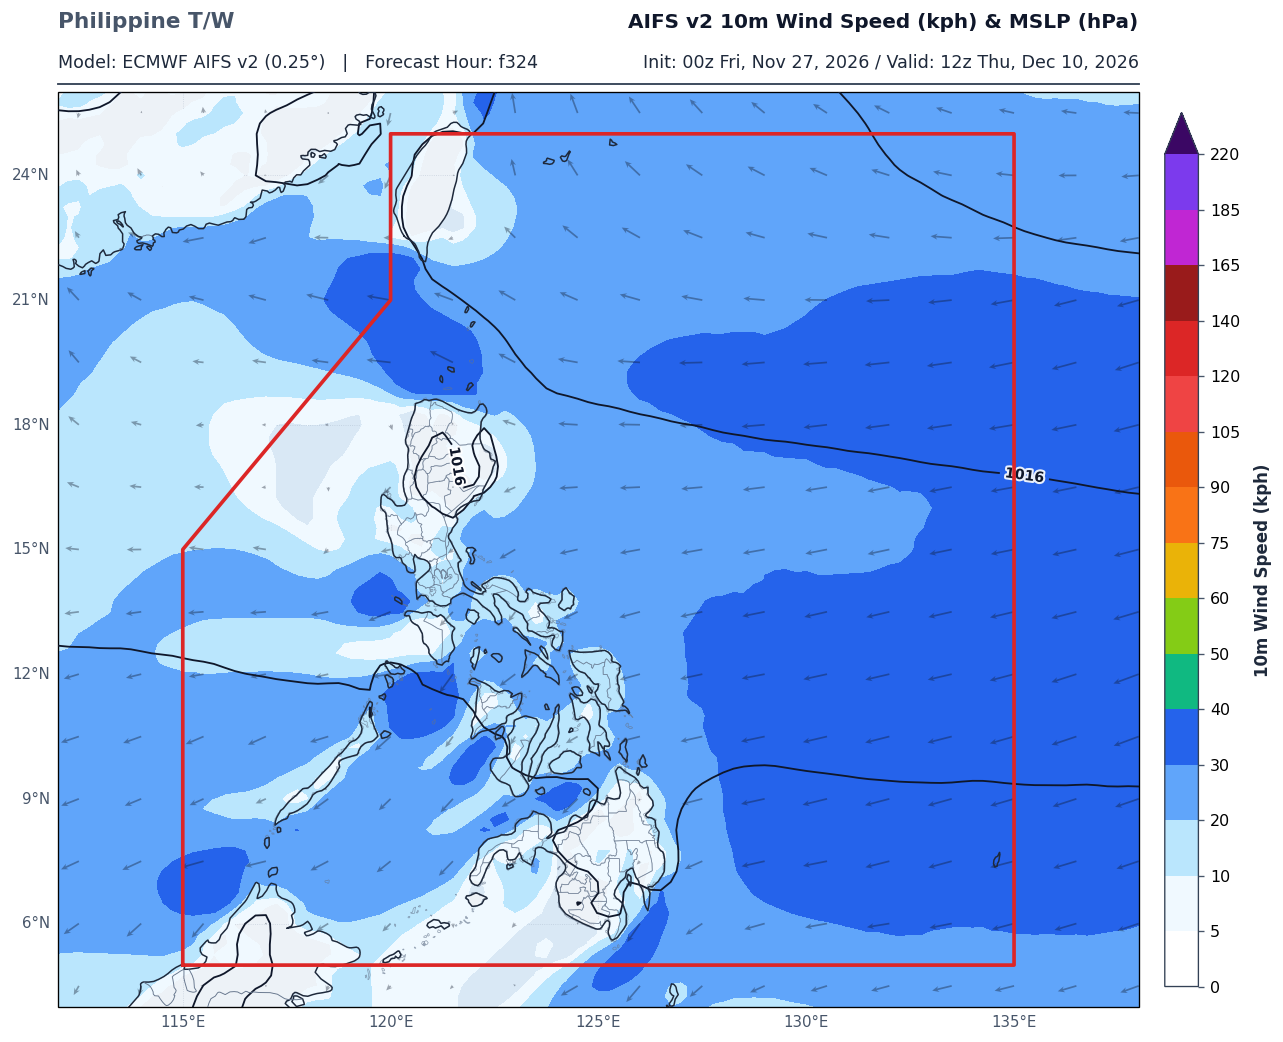 Philippine T/W
AIFS v2 10m Wind Speed (kph) & MSLP (hPa)
Model: ECMWF AIFS v2 (0.25°) | Forecast Hour: f324
Init: 00z Fri, Nov 27, 2026 / Valid: 12z Thu, Dec 10, 2026
24°N
21°N
18°N
15°N
12°N
9°N
6°N
1016
1016
115°E
120°E
125°E
130°E
135°E
220
185
165
140
120
105
90
75
60
50
40
30
20
10
5
0
10m Wind Speed (kph)